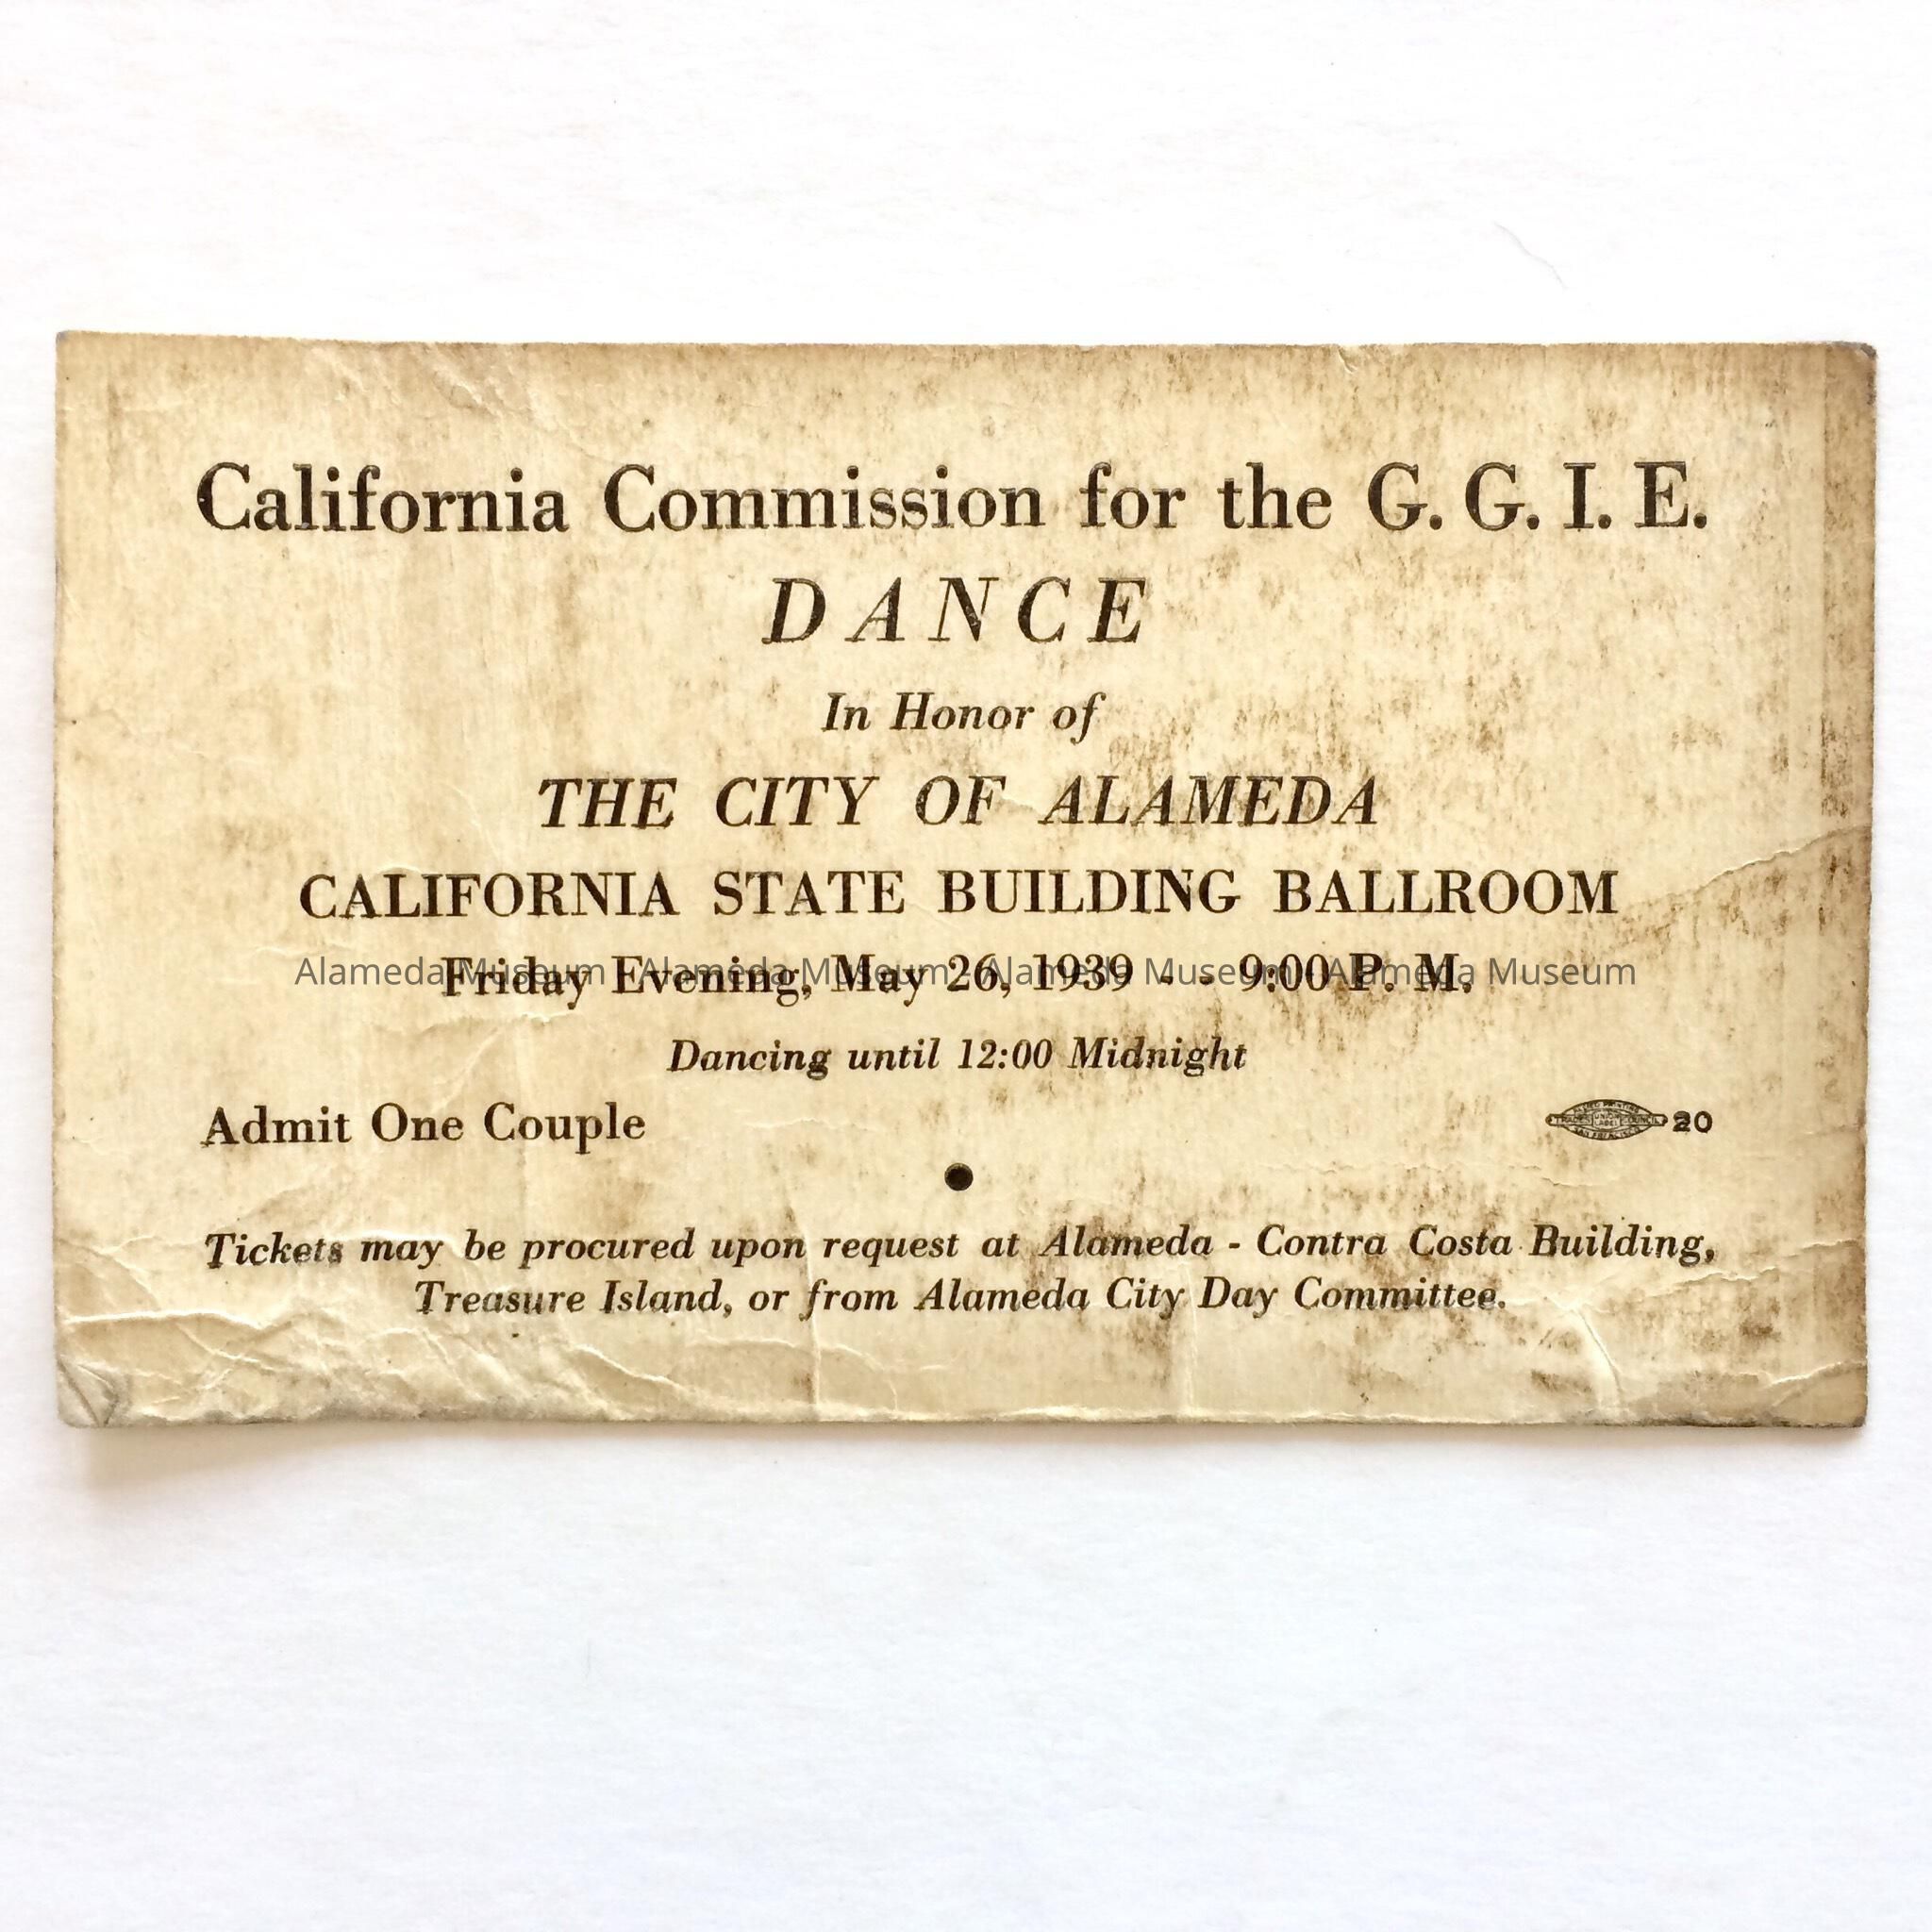 California Commission for the G. G. I. E.
DANCE
In Honor of
THE CITY OF ALAMEDA
CALIFORNIA STATE BUILDING BALLROOM
Friday Evening, May 26, 1939 - - 9:00 P. M.
Alameda Museum - Alameda Museum - Alameda Museum - Alameda Museum
Dancing until 12:00 Midnight
Admit One Couple
20
Tickets may be procured upon request at Alameda - Contra Costa Building,
Treasure Island, or from Alameda City Day Committee.